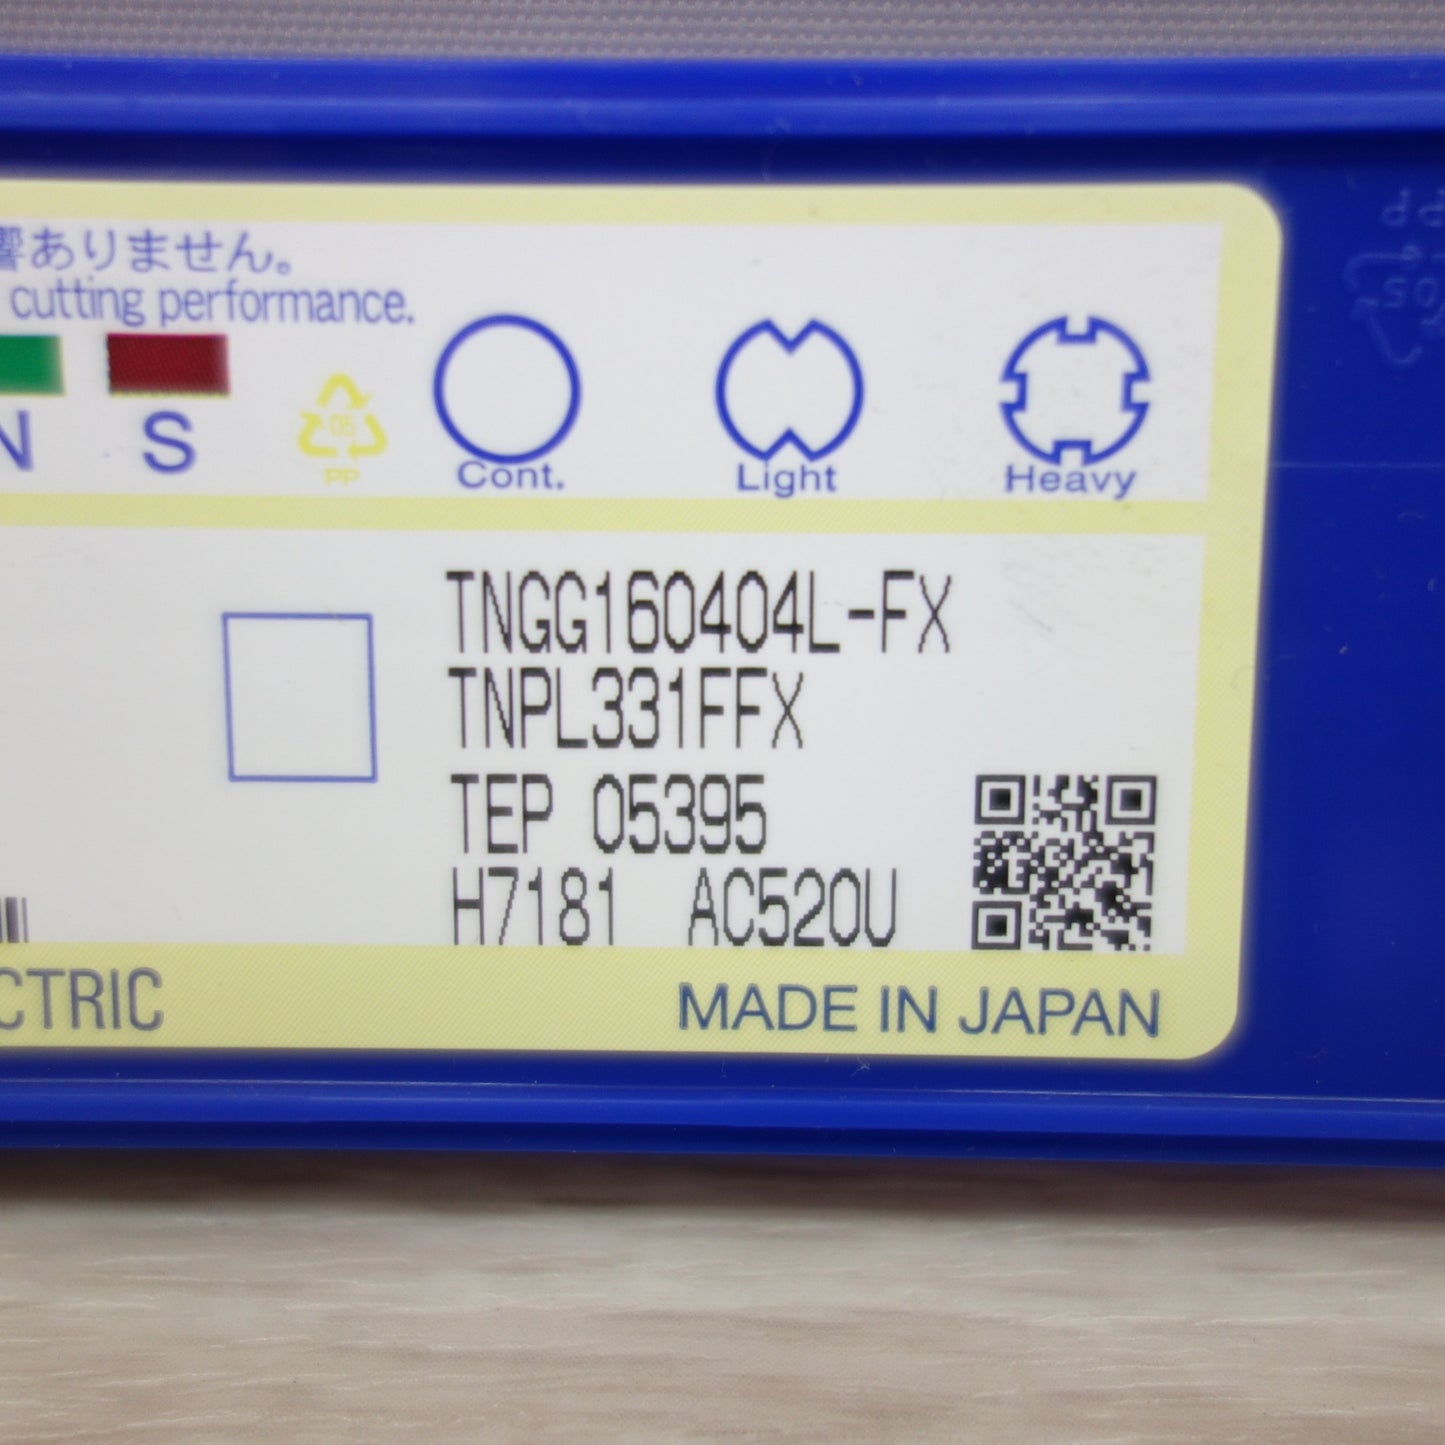 響ありません。
cutting performance.
N S
05
PP
Cont. Light Heavy
TNGG160404L-FX
TNPL331FFX
TEP 05395
H7181 AC520U
CTRIC
MADE IN JAPAN